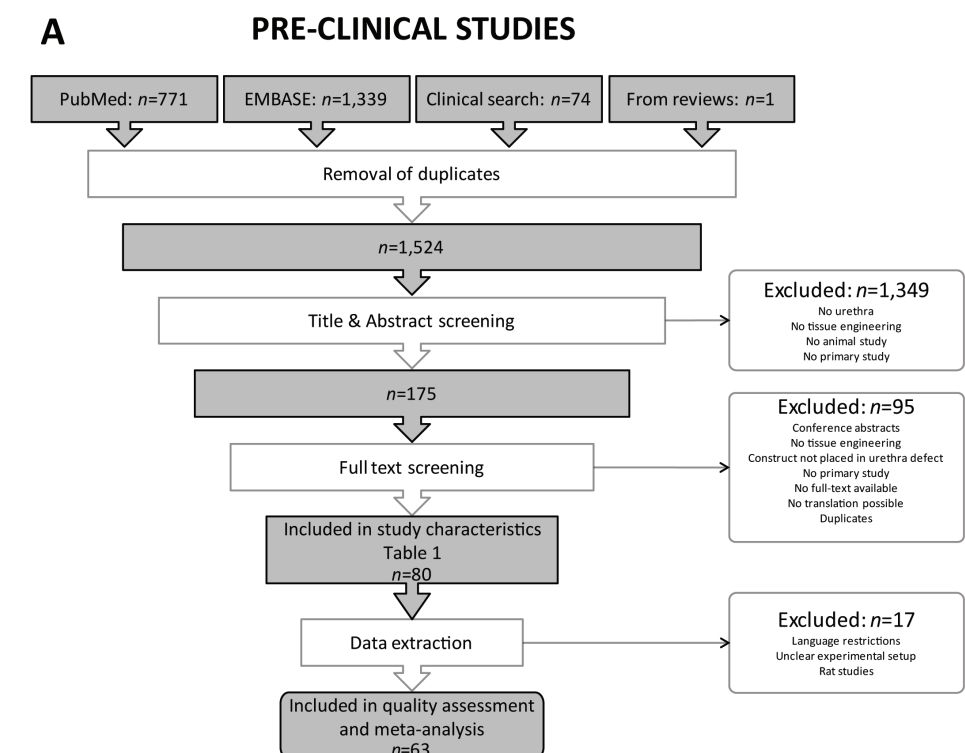 A
PRE-CLINICAL STUDIES
PubMed: n=771
EMBASE: n=1,339
Clinical search: n=74
From reviews: n=1
Removal of duplicates
n=1,524
Title & Abstract screening
Excluded: n=1,349
No urethra
No tissue engineering
No animal study
No primary study
n=175
Full text screening
Excluded: n=95
Conference abstracts
No tissue engineering
Construct not placed in urethra defect
No primary study
No full-text available
No translation possible
Duplicates
Included in study characteristics
Table 1
n=80
Data extraction
Excluded: n=17
Language restrictions
Unclear experimental setup
Rat studies
Included in quality assessment
and meta-analysis
n=63